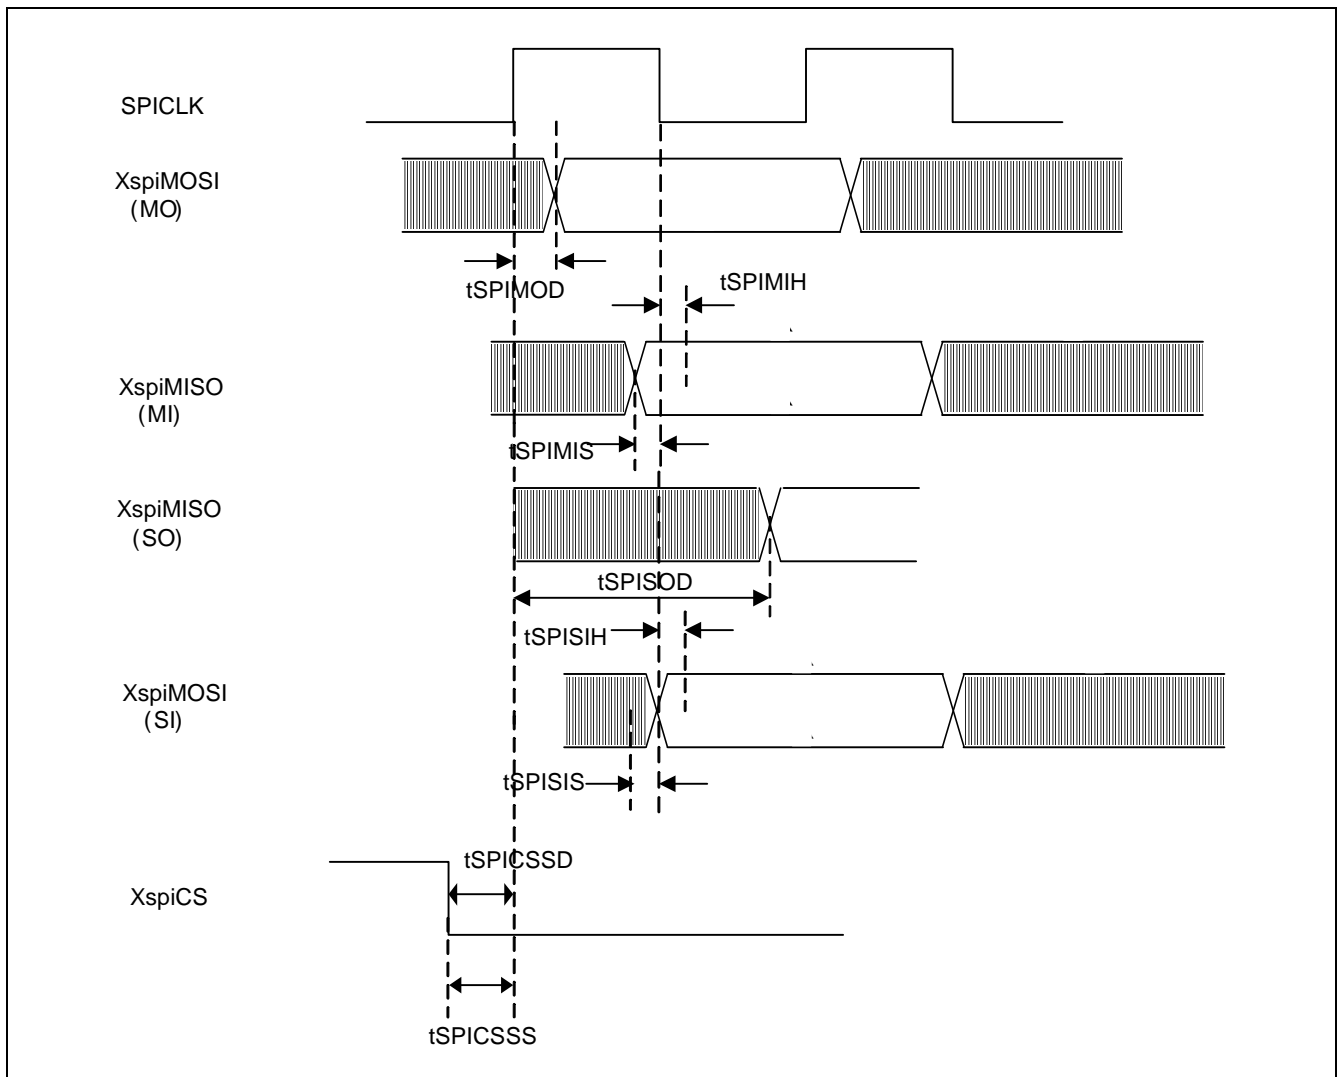 SPICLK
XspiMOSI
(MO)
tSPIMOD
tSPIMIH
XspiMISO
(MI)
tSPIMIS
XspiMISO
(SO)
tSPISOD
tSPISIH
XspiMOSI
(SI)
tSPISIS
tSPICSSD
XspiCS
tSPICSSS